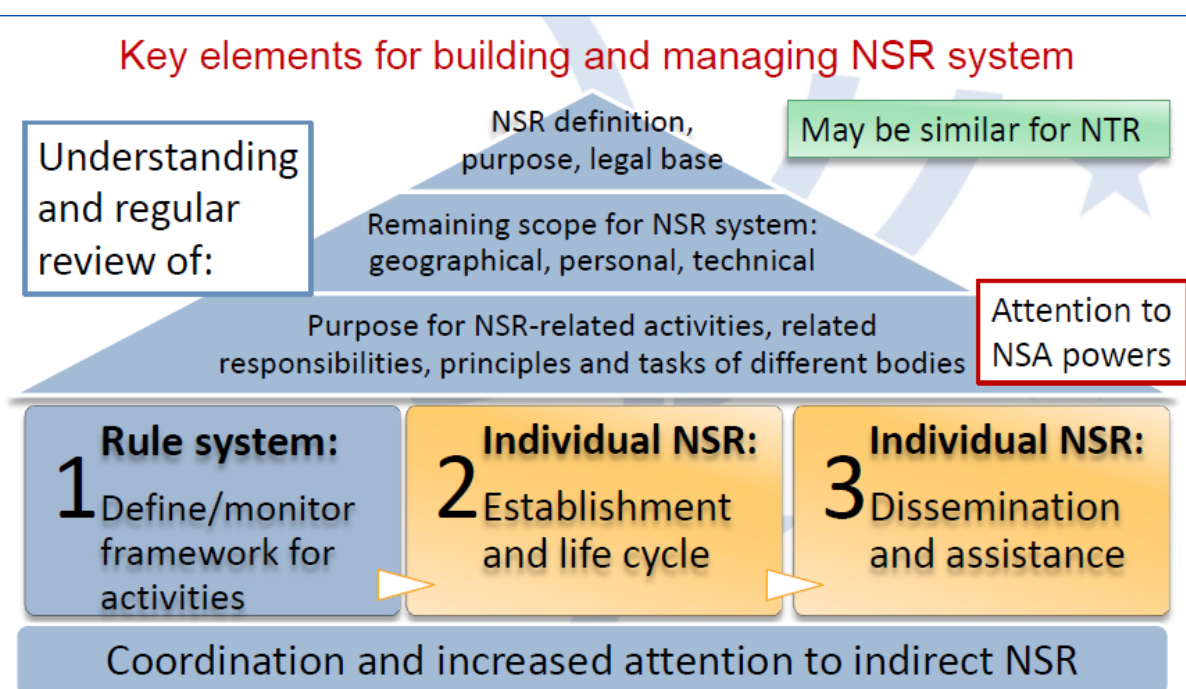 Key elements for building and managing NSR system
Understanding
and regular
review of:
NSR definition,
purpose, legal base
May be similar for NTR
Remaining scope for NSR system:
geographical, personal, technical
Purpose for NSR-related activities, related
responsibilities, principles and tasks of different bodies
Attention to
NSA powers
1
Rule system:
Define/monitor
framework for
activities
2
Individual NSR:
Establishment
and life cycle
3
Individual NSR:
Dissemination
and assistance
Coordination and increased attention to indirect NSR